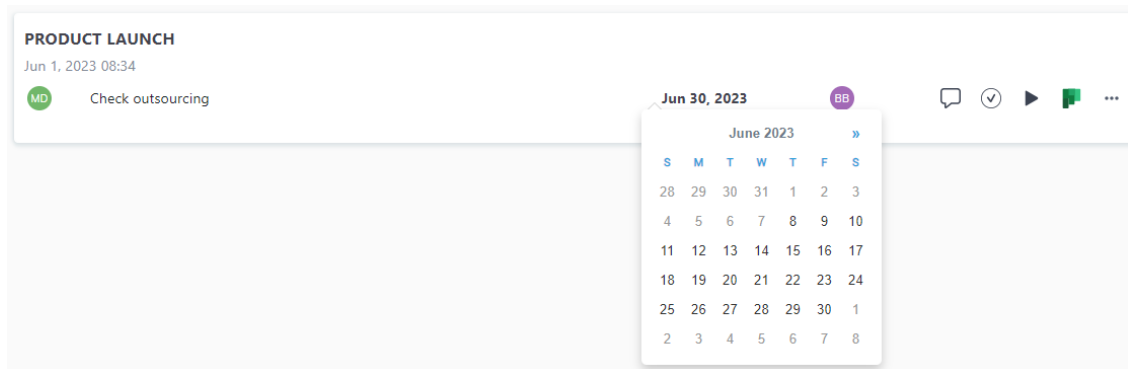 PRODUCT LAUNCH
Jun 1, 2023 08:34
MD Check outsourcing Jun 30, 2023 BB
June 2023 »
S M T W T F S
28 29 30 31 1 2 3
4 5 6 7 8 9 10
11 12 13 14 15 16 17
18 19 20 21 22 23 24
25 26 27 28 29 30 1
2 3 4 5 6 7 8